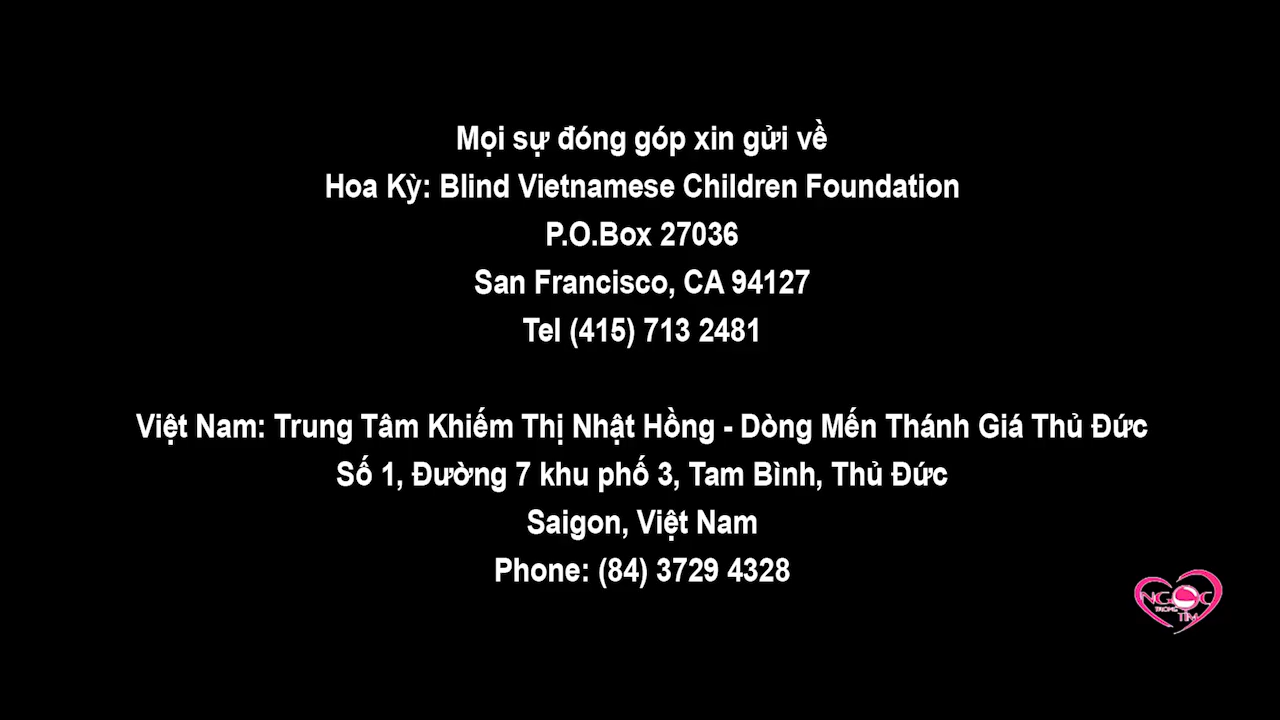 Mọi sự đóng góp xin gửi về
Hoa Kỳ: Blind Vietnamese Children Foundation
P.O.Box 27036
San Francisco, CA 94127
Tel (415) 713 2481
Việt Nam: Trung Tâm Khiếm Thị Nhật Hồng - Dòng Mến Thánh Giá Thủ Đức
Số 1, Đường 7 khu phố 3, Tam Bình, Thủ Đức
Saigon, Việt Nam
Phone: (84) 3729 4328
NGỌC
TRONG
TIM